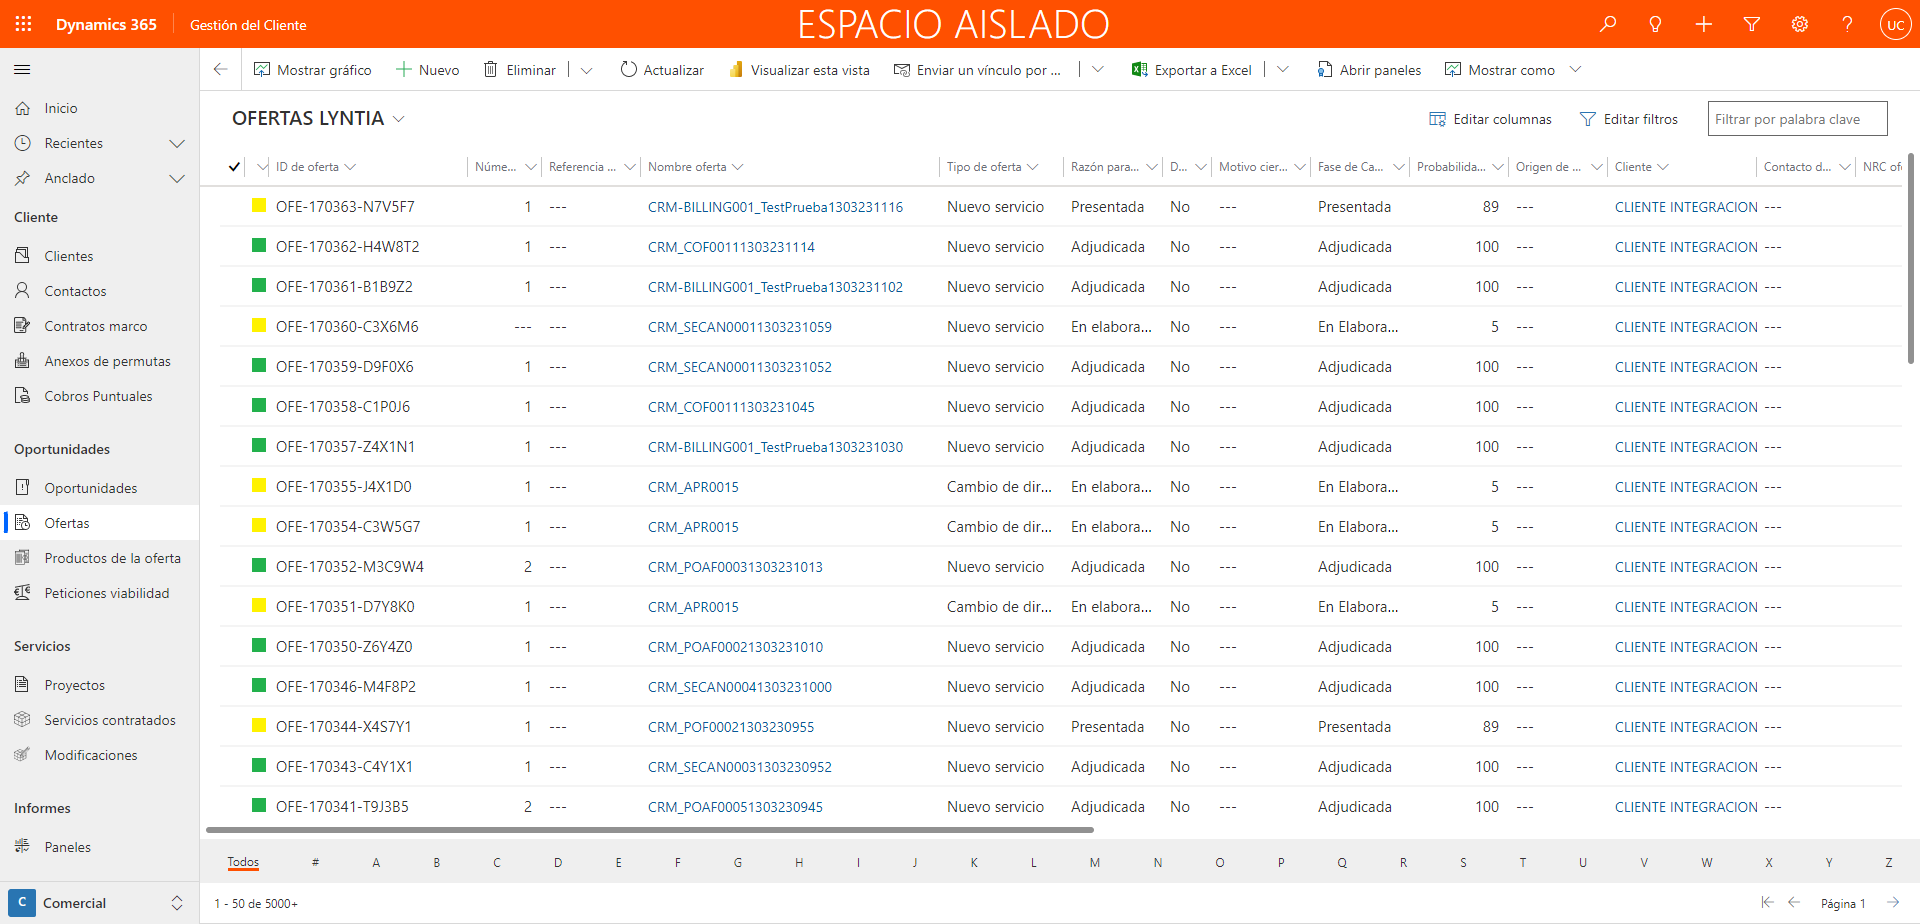 Dynamics 365 Gestión del Cliente ESPACIO AISLADO UC
Mostrar gráfico Nuevo Eliminar Actualizar Visualizar esta vista Enviar un vínculo por ... Exportar a Excel Abrir paneles Mostrar como
Inicio
Recientes
Anclado
Cliente
Clientes
Contactos
Contratos marco
Anexos de permutas
Cobros Puntuales
Oportunidades
Oportunidades
Ofertas
Productos de la oferta
Peticiones viabilidad
Servicios
Proyectos
Servicios contratados
Modificaciones
Informes
Paneles
C Comercial
OFERTAS LYNTIA Editar columnas Editar filtros Filtrar por palabra clave
ID de oferta Núme... Referencia ... Nombre oferta Tipo de oferta Razón para... D... Motivo cier... Fase de Ca... Probabilida... Origen de ... Cliente Contacto d... NRC of
OFE-170363-N7V5F7 1 --- CRM-BILLING001_TestPrueba1303231116 Nuevo servicio Presentada No --- Presentada 89 --- CLIENTE INTEGRACION ---
OFE-170362-H4W8T2 1 --- CRM_COF00111303231114 Nuevo servicio Adjudicada No --- Adjudicada 100 --- CLIENTE INTEGRACION ---
OFE-170361-B1B9Z2 1 --- CRM-BILLING001_TestPrueba1303231102 Nuevo servicio Adjudicada No --- Adjudicada 100 --- CLIENTE INTEGRACION ---
OFE-170360-C3X6M6 --- --- CRM_SECAN00011303231059 Nuevo servicio En elabora... No --- En Elabora... 5 --- CLIENTE INTEGRACION ---
OFE-170359-D9F0X6 1 --- CRM_SECAN00011303231052 Nuevo servicio Adjudicada No --- Adjudicada 100 --- CLIENTE INTEGRACION ---
OFE-170358-C1P0J6 1 --- CRM_COF00111303231045 Nuevo servicio Adjudicada No --- Adjudicada 100 --- CLIENTE INTEGRACION ---
OFE-170357-Z4X1N1 1 --- CRM-BILLING001_TestPrueba1303231030 Nuevo servicio Adjudicada No --- Adjudicada 100 --- CLIENTE INTEGRACION ---
OFE-170355-J4X1D0 1 --- CRM_APR0015 Cambio de dir... En elabora... No --- En Elabora... 5 --- CLIENTE INTEGRACION ---
OFE-170354-C3W5G7 1 --- CRM_APR0015 Cambio de dir... En elabora... No --- En Elabora... 5 --- CLIENTE INTEGRACION ---
OFE-170352-M3C9W4 2 --- CRM_POAF00031303231013 Nuevo servicio Adjudicada No --- Adjudicada 100 --- CLIENTE INTEGRACION ---
OFE-170351-D7Y8K0 1 --- CRM_APR0015 Cambio de dir... En elabora... No --- En Elabora... 5 --- CLIENTE INTEGRACION ---
OFE-170350-Z6Y4Z0 1 --- CRM_POAF00021303231010 Nuevo servicio Adjudicada No --- Adjudicada 100 --- CLIENTE INTEGRACION ---
OFE-170346-M4F8P2 1 --- CRM_SECAN00041303231000 Nuevo servicio Adjudicada No --- Adjudicada 100 --- CLIENTE INTEGRACION ---
OFE-170344-X4S7Y1 1 --- CRM_POF00021303230955 Nuevo servicio Presentada No --- Presentada 89 --- CLIENTE INTEGRACION ---
OFE-170343-C4Y1X1 1 --- CRM_SECAN00031303230952 Nuevo servicio Adjudicada No --- Adjudicada 100 --- CLIENTE INTEGRACION ---
OFE-170341-T9J3B5 2 --- CRM_POAF00051303230945 Nuevo servicio Adjudicada No --- Adjudicada 100 --- CLIENTE INTEGRACION ---
Todos # A B C D E F G H I J K L M N O P Q R S T U V W X Y Z
1 - 50 de 5000+ Página 1